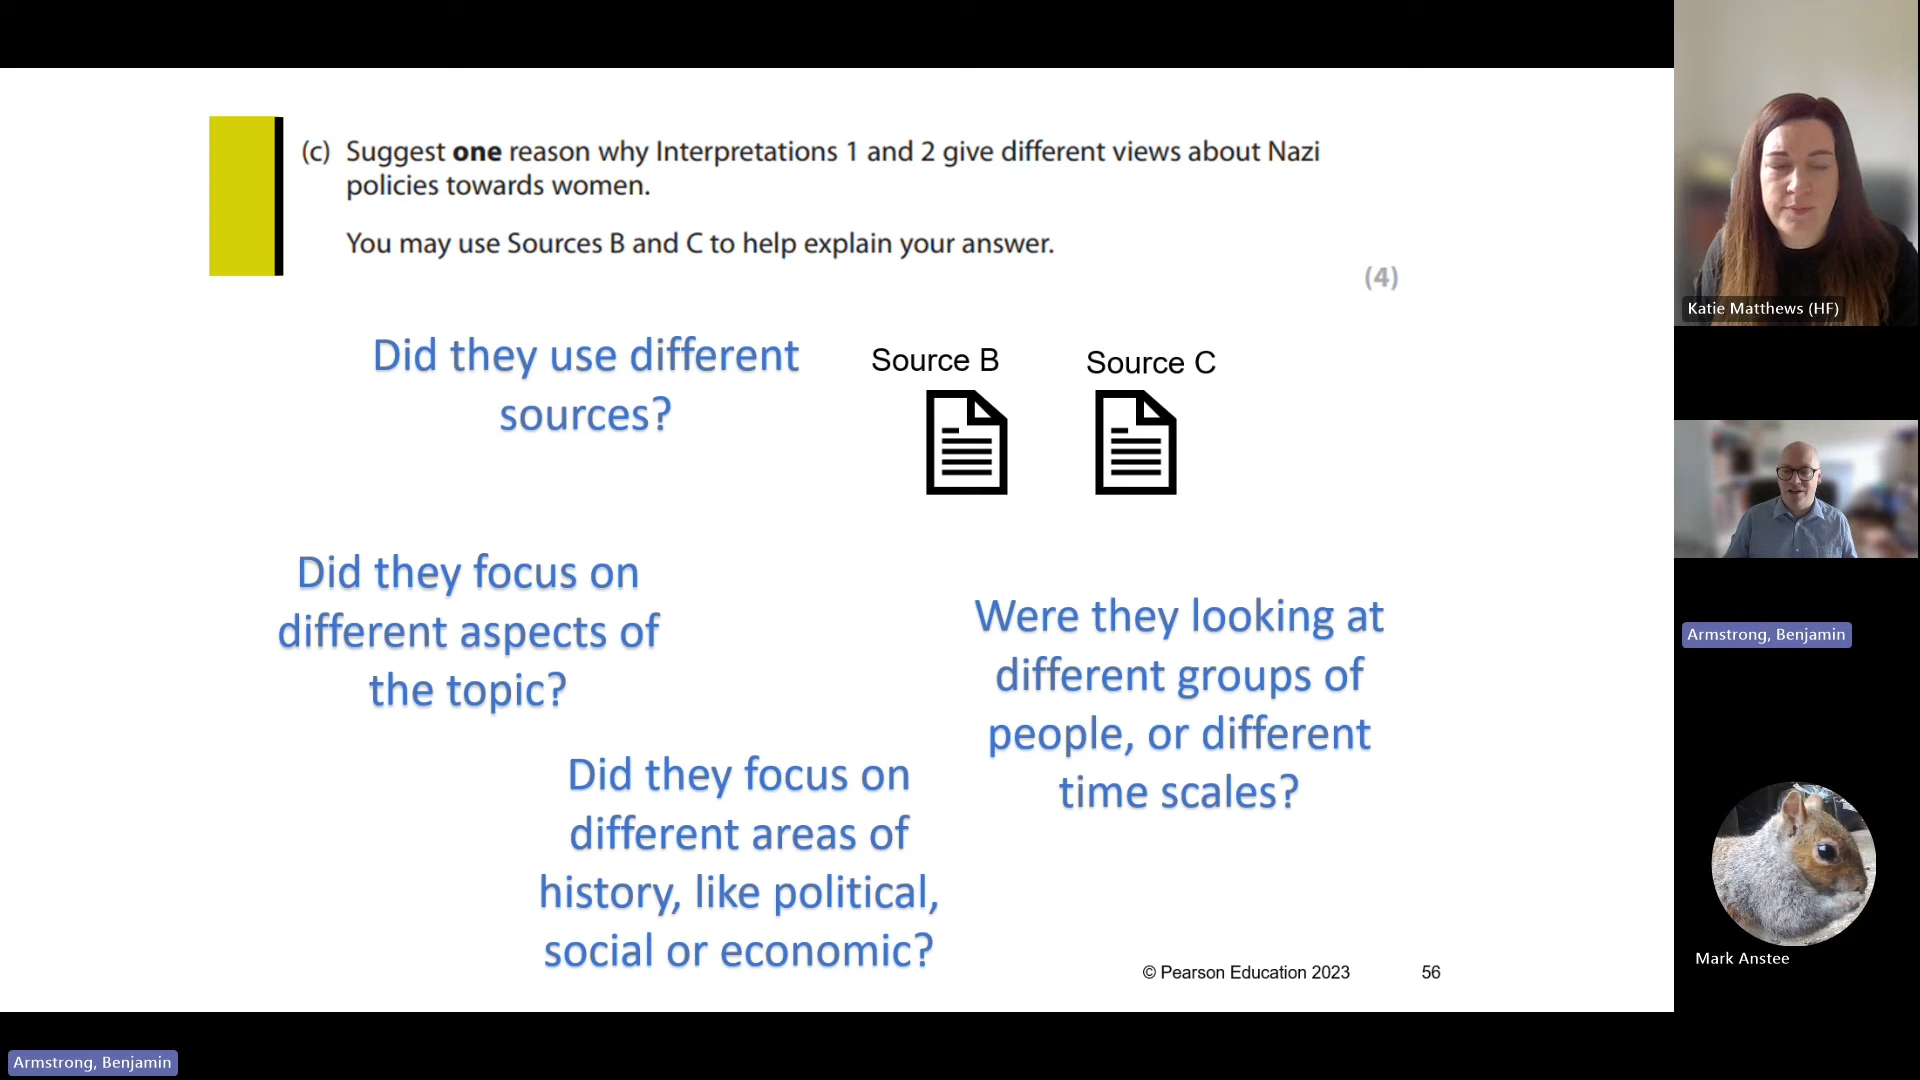 (c) Suggest one reason why Interpretations 1 and 2 give different views about Nazi
policies towards women.
You may use Sources B and C to help explain your answer.
(4)
Did they use different
sources?
Source B
Source C
Did they focus on
different aspects of
the topic?
Were they looking at
different groups of
people, or different
time scales?
Did they focus on
different areas of
history, like political,
social or economic?
© Pearson Education 2023
56
Katie Matthews (HF)
Armstrong, Benjamin
Mark Anstee
Armstrong, Benjamin